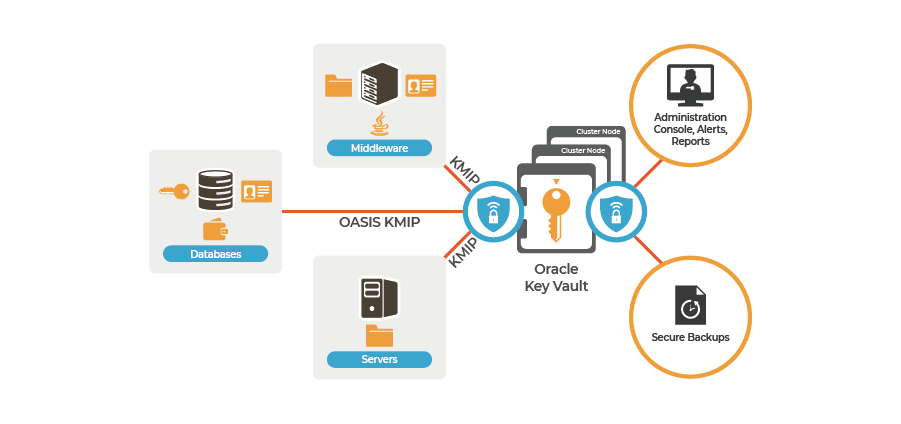 Middleware
Databases
Servers
KMIP
OASIS KMIP
KMIP
Cluster Node
Cluster Node
Oracle
Key Vault
Administration
Console, Alerts,
Reports
Secure Backups